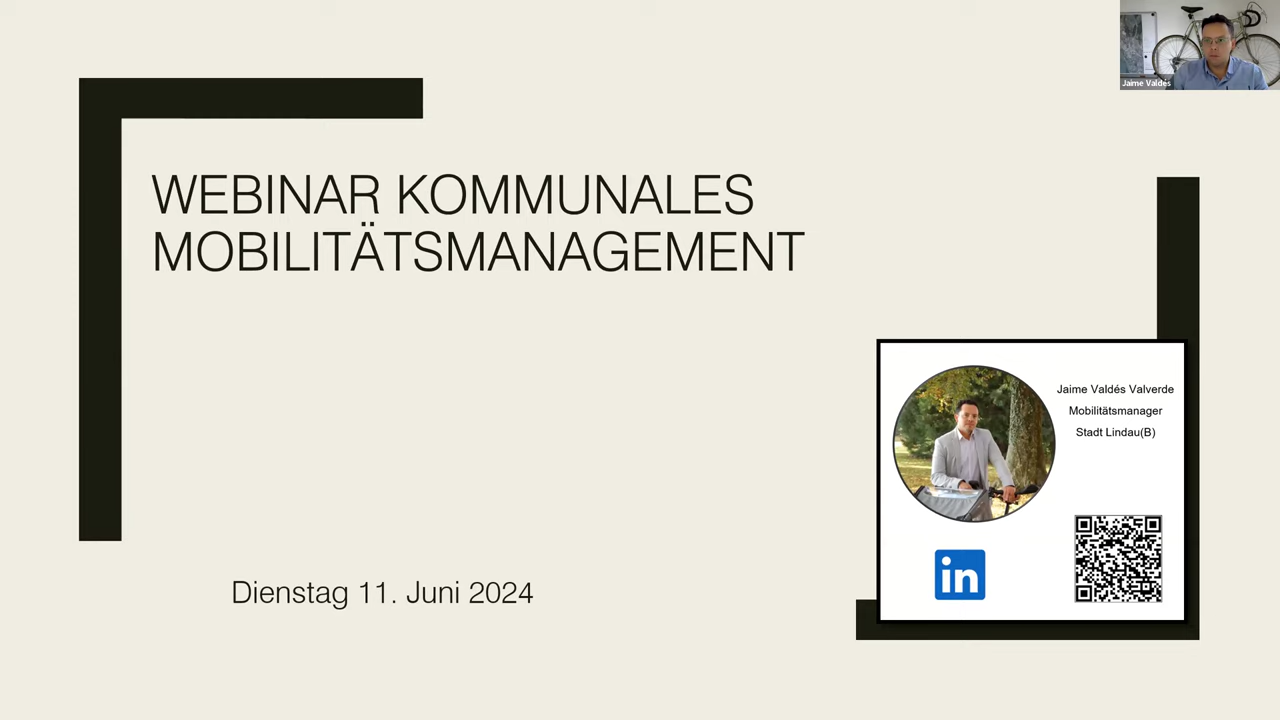 Jaime Valdés
WEBINAR KOMMUNALES
MOBILITÄTSMANAGEMENT
Jaime Valdés Valverde
Mobilitätsmanager
Stadt Lindau(B)
in
Dienstag 11. Juni 2024